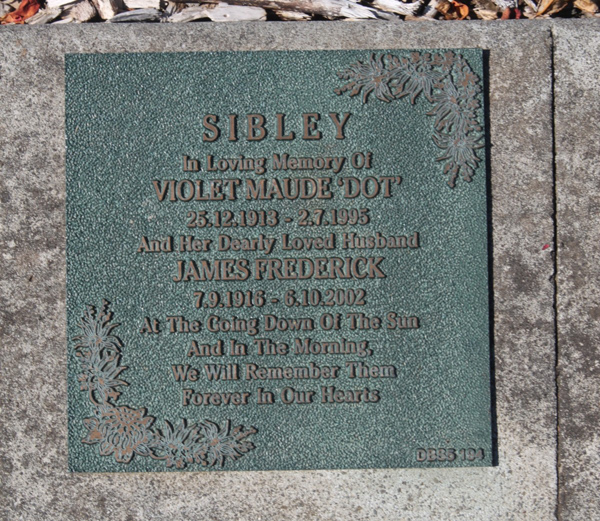 SIBLEY
In Loving Memory Of
VIOLET MAUDE 'DOT'
25.12.1913 - 2.7.1995
And Her Dearly Loved Husband
JAMES FREDERICK
7.9.1916 - 6.10.2002
At The Going Down Of The Sun
And In The Morning,
We Will Remember Them
Forever In Our Hearts